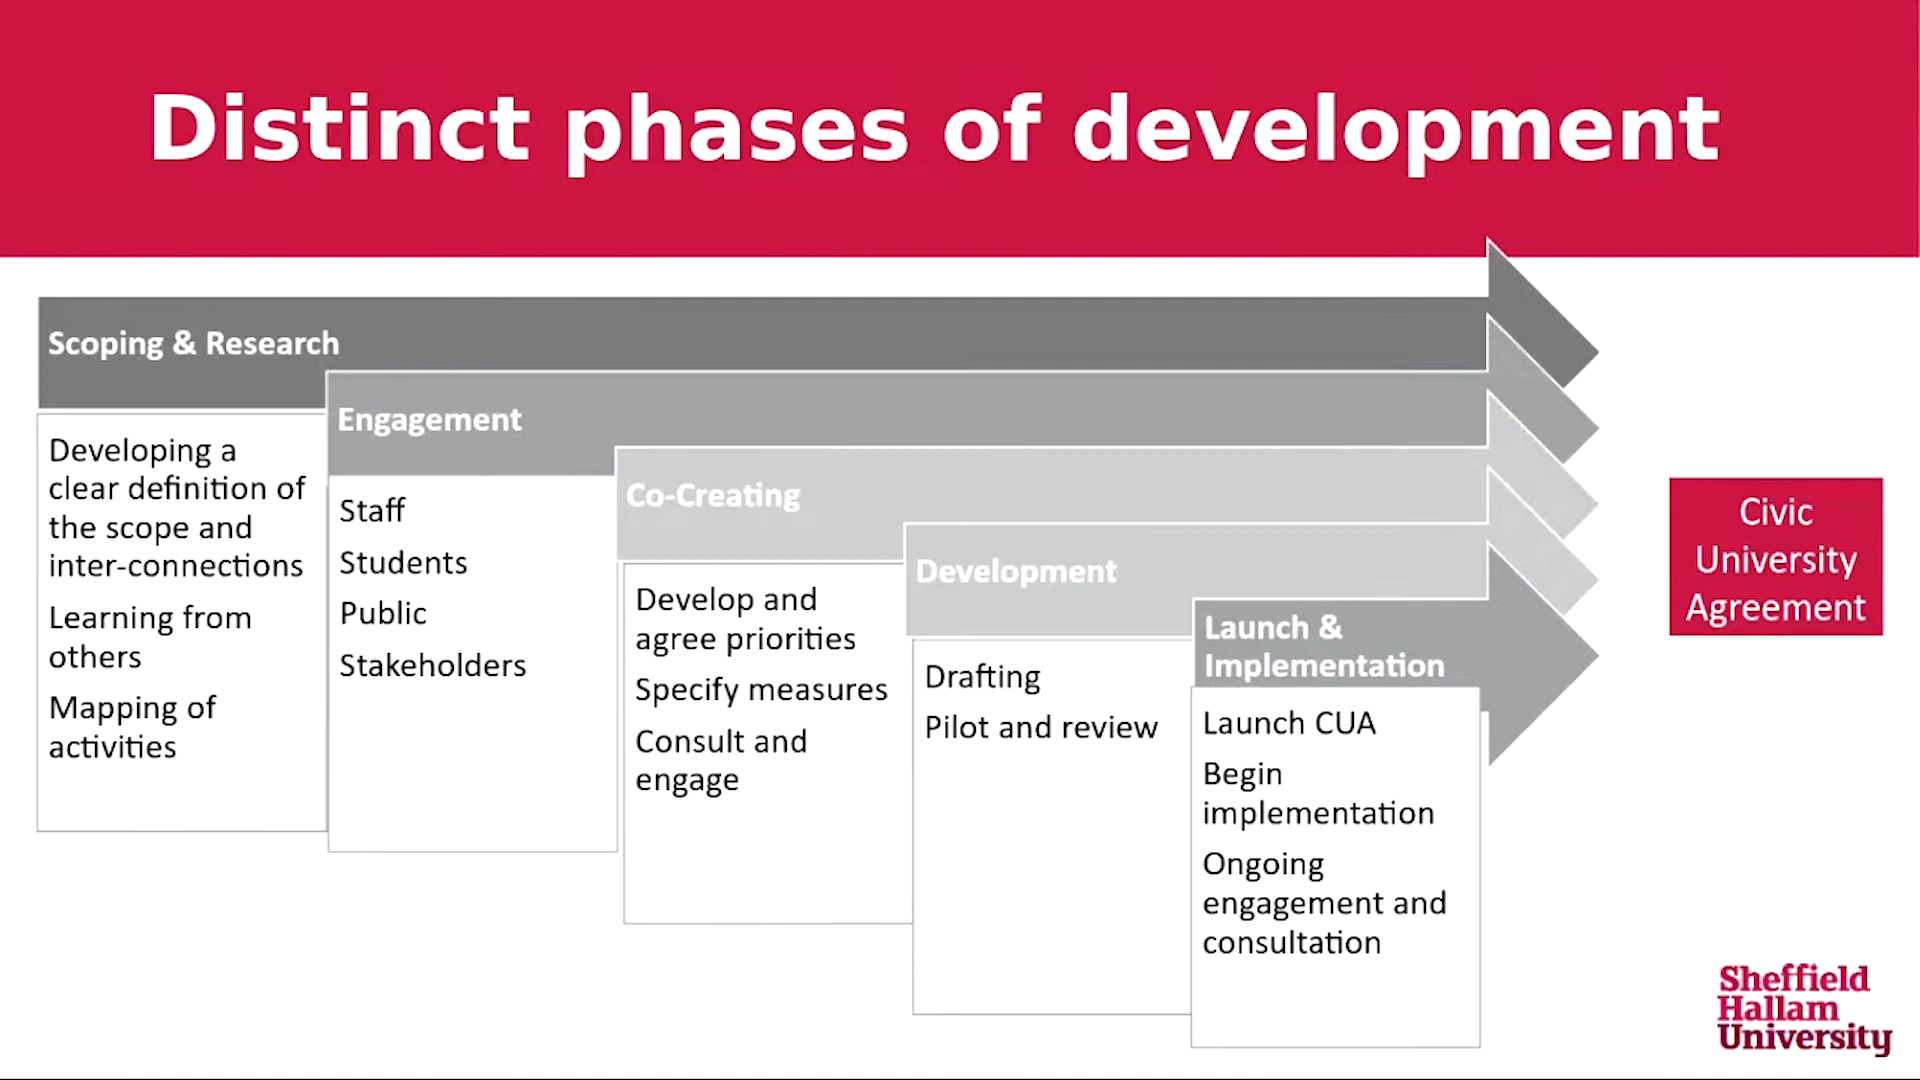 Distinct phases of development
Scoping & Research
Developing a
clear definition of
the scope and
inter-connections
Learning from
others
Mapping of
activities
Engagement
Staff
Students
Public
Stakeholders
Co-Creating
Develop and
agree priorities
Specify measures
Consult and
engage
Development
Drafting
Pilot and review
Launch &
Implementation
Launch CUA
Begin
implementation
Ongoing
engagement and
consultation
Civic
University
Agreement
Sheffield
Hallam
University